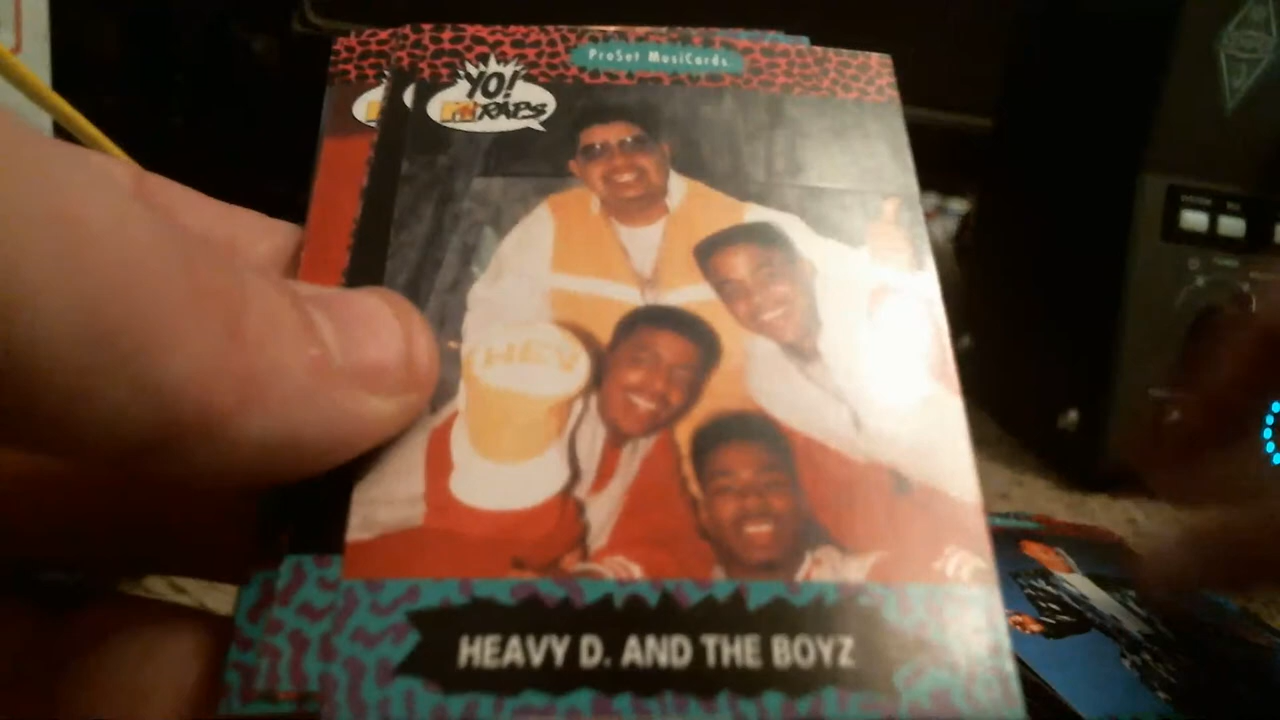 ProSet MusiCards
YO!
MTV RAPS
HEY
HEAVY D. AND THE BOYZ